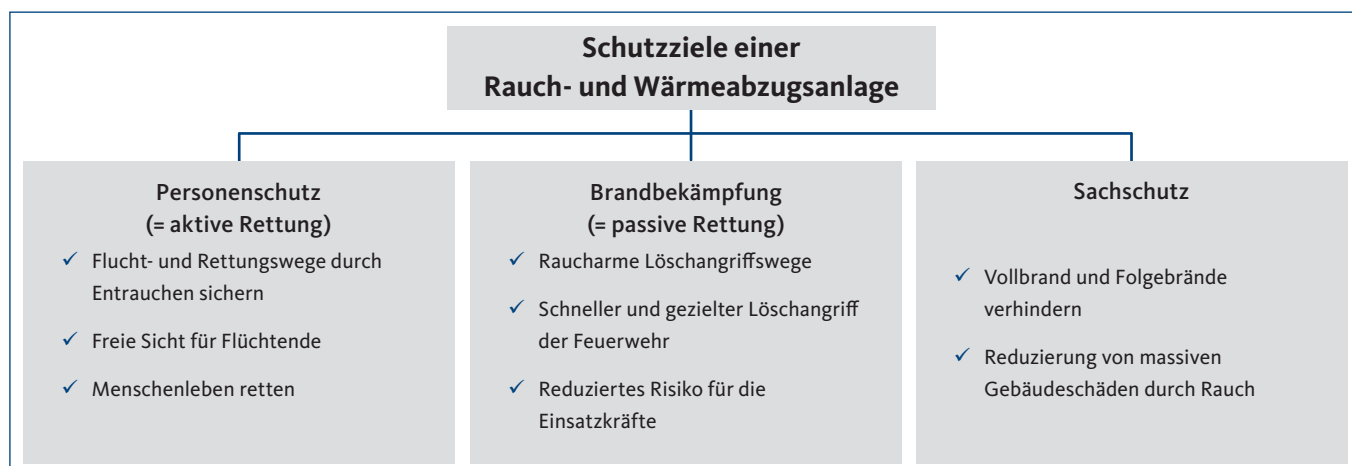 Schutzziele einer
Rauch- und Wärmeabzugsanlage
Personenschutz
(= aktive Rettung)
✓ Flucht- und Rettungswege durch
Entrauchen sichern
✓ Freie Sicht für Flüchtende
✓ Menschenleben retten
Brandbekämpfung
(= passive Rettung)
✓ Raucharme Löschangriffswege
✓ Schneller und gezielter Löschangriff
der Feuerwehr
✓ Reduziertes Risiko für die
Einsatzkräfte
Sachschutz
✓ Vollbrand und Folgebrände
verhindern
✓ Reduzierung von massiven
Gebäudeschäden durch Rauch